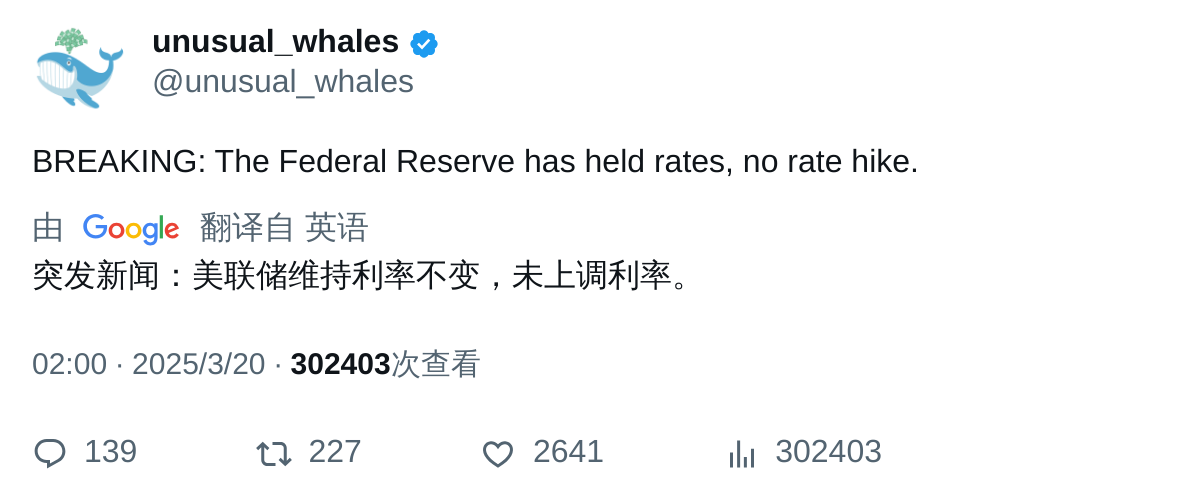 unusual_whales
@unusual_whales
BREAKING: The Federal Reserve has held rates, no rate hike.
由 Google 翻译自 英语
突发新闻：美联储维持利率不变，未上调利率。
02:00 · 2025/3/20 · 302403次查看
139 227 2641 302403